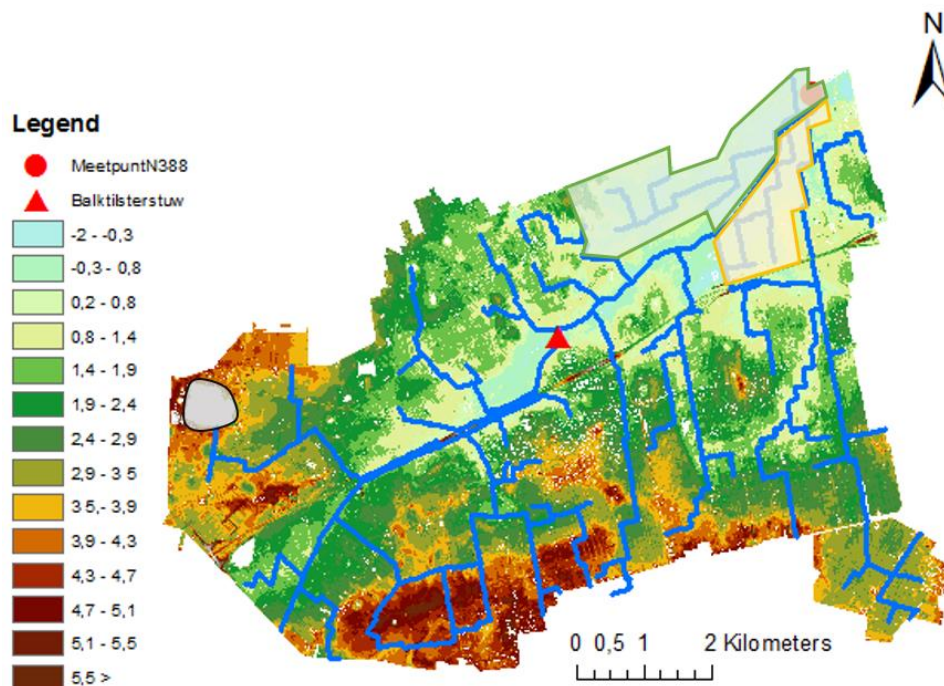 N
Legend
MeetpuntN388
Balktilsterstuw
-2 - -0,3
-0,3 - 0,8
0,2 - 0,8
0,8 - 1.4
1,4 - 1,9
1,9 - 2,4
2,4 - 2,9
2,9 - 3 5
3,5 - 3,9
3,9 - 4,3
4,3 - 4,7
4,7 - 5,1
5,1 - 5,5
5,5 >
0 0,5 1 2 Kilometers